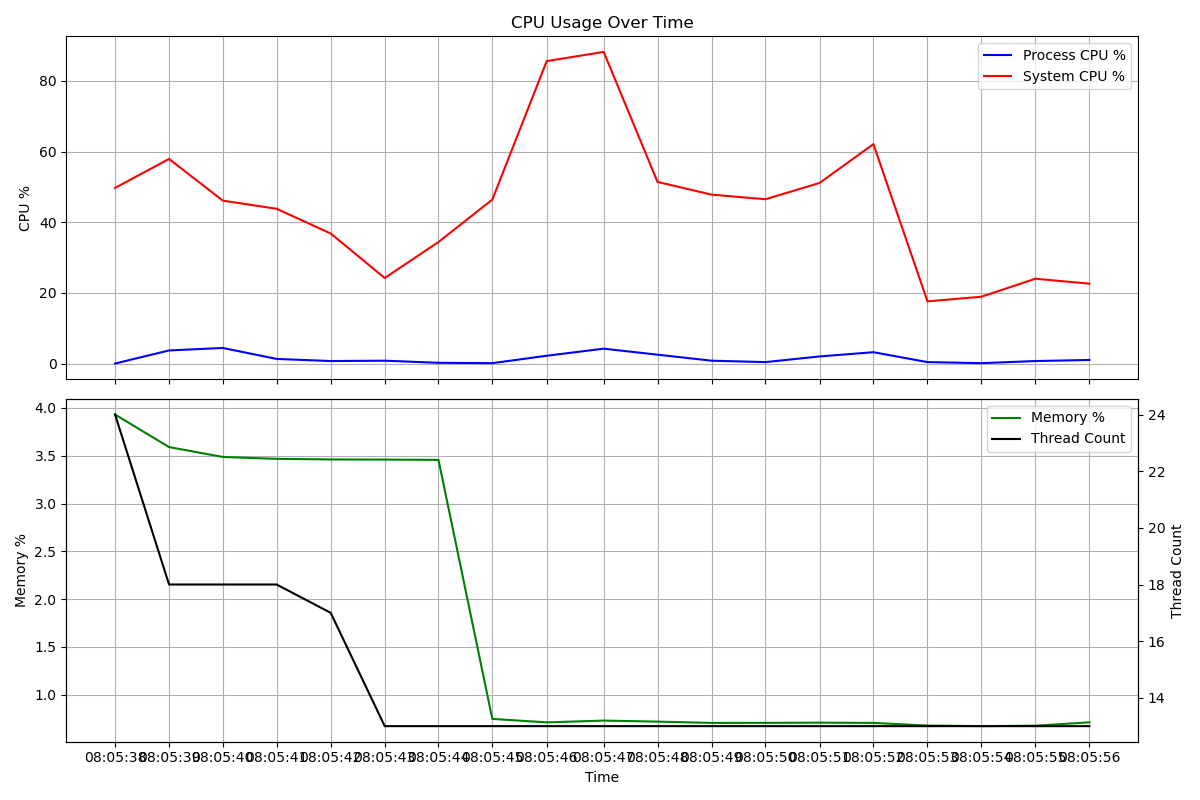 CPU Usage Over Time
Process CPU %
System CPU %
CPU %
80
60
40
20
0
Memory %
Thread Count
Memory %
4.0
3.5
3.0
2.5
2.0
1.5
1.0
24
22
20
18
16
14
Thread Count
08:05:38 08:05:39 08:05:40 08:05:41 08:05:42 08:05:43 08:05:44 08:05:45 08:05:46 08:05:47 08:05:48 08:05:49 08:05:50 08:05:51 08:05:52 08:05:53 08:05:54 08:05:55 08:05:56
Time